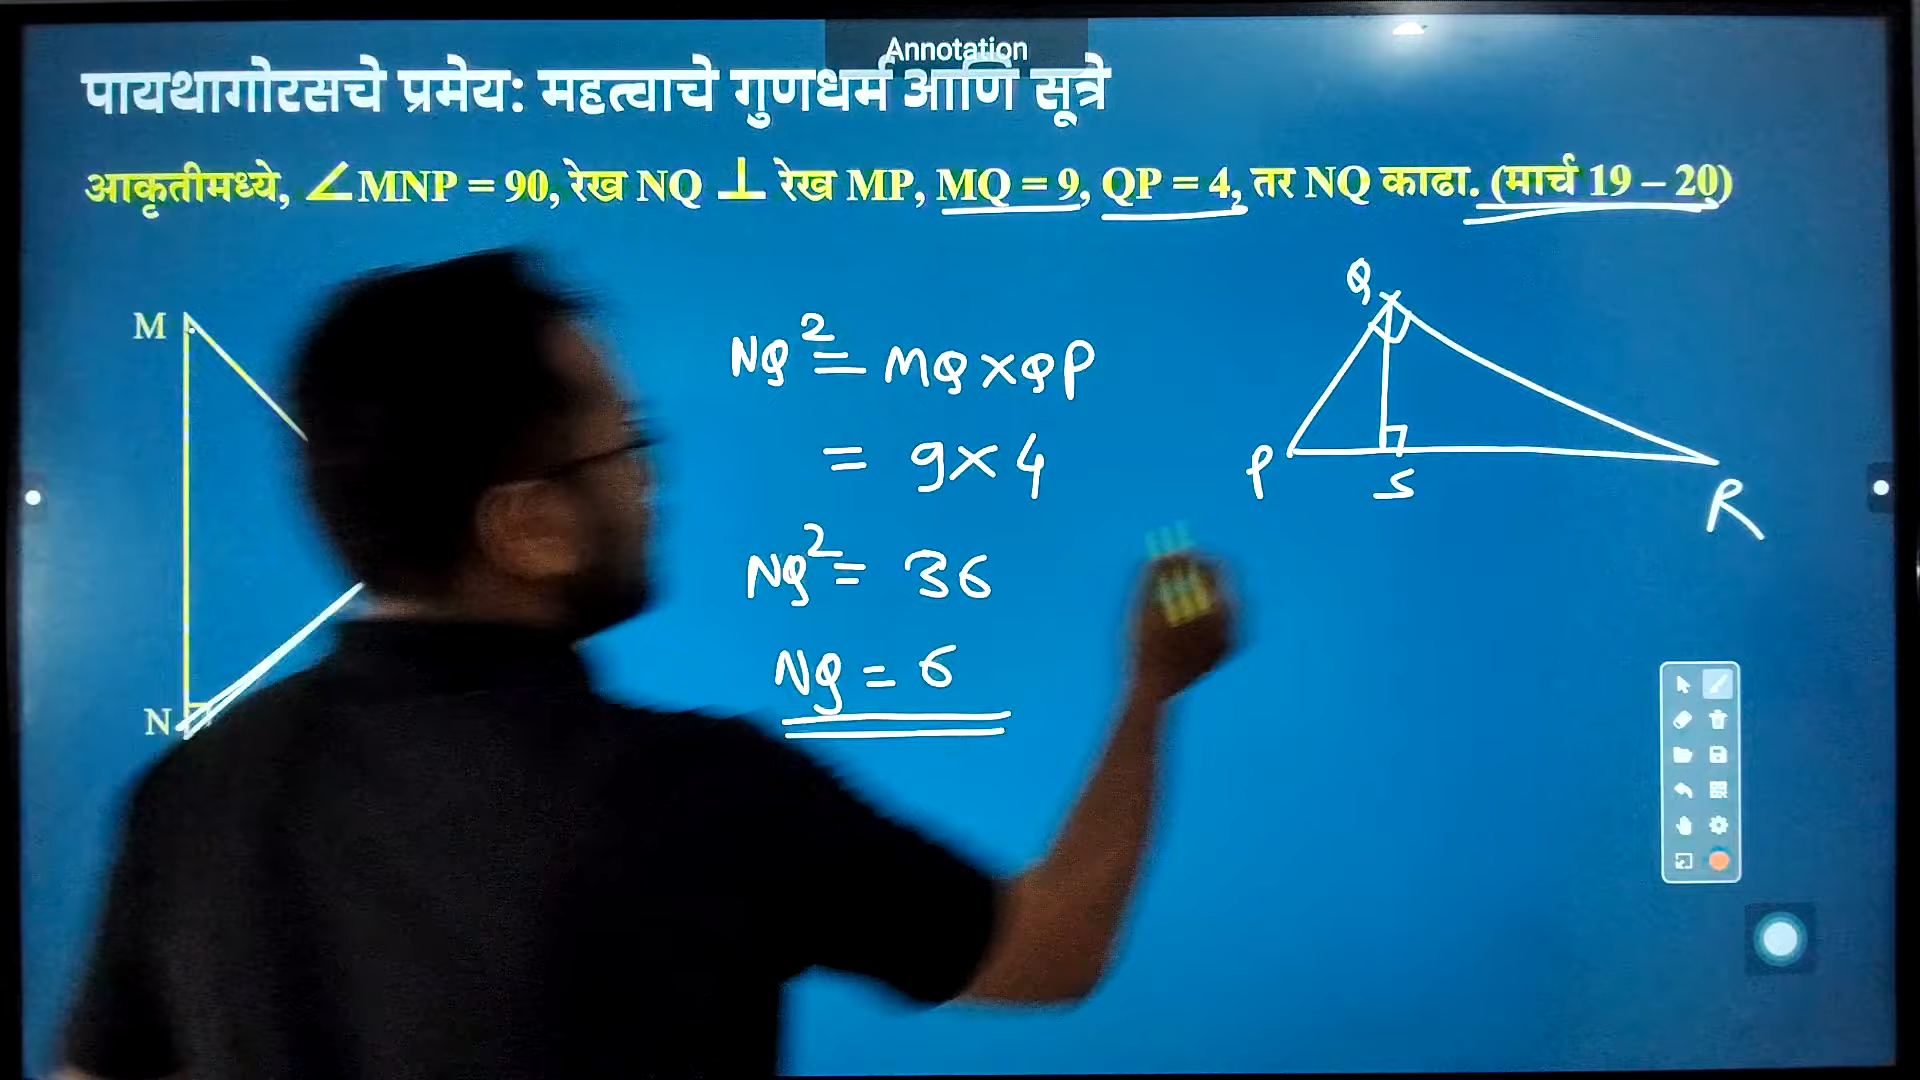 Annotation
पायथागोरसचे प्रमेय: महत्वाचे गुणधर्म आणि सूत्रे
आकृतीमध्ये, ∠MNP = 90, रेख NQ ⊥ रेख MP, MQ = 9, QP = 4, तर NQ काढा. (मार्च 19 – 20)
M
N
NQ² = MQ × QP
= 9 × 4
NQ² = 36
NQ = 6
Q
P
S
R